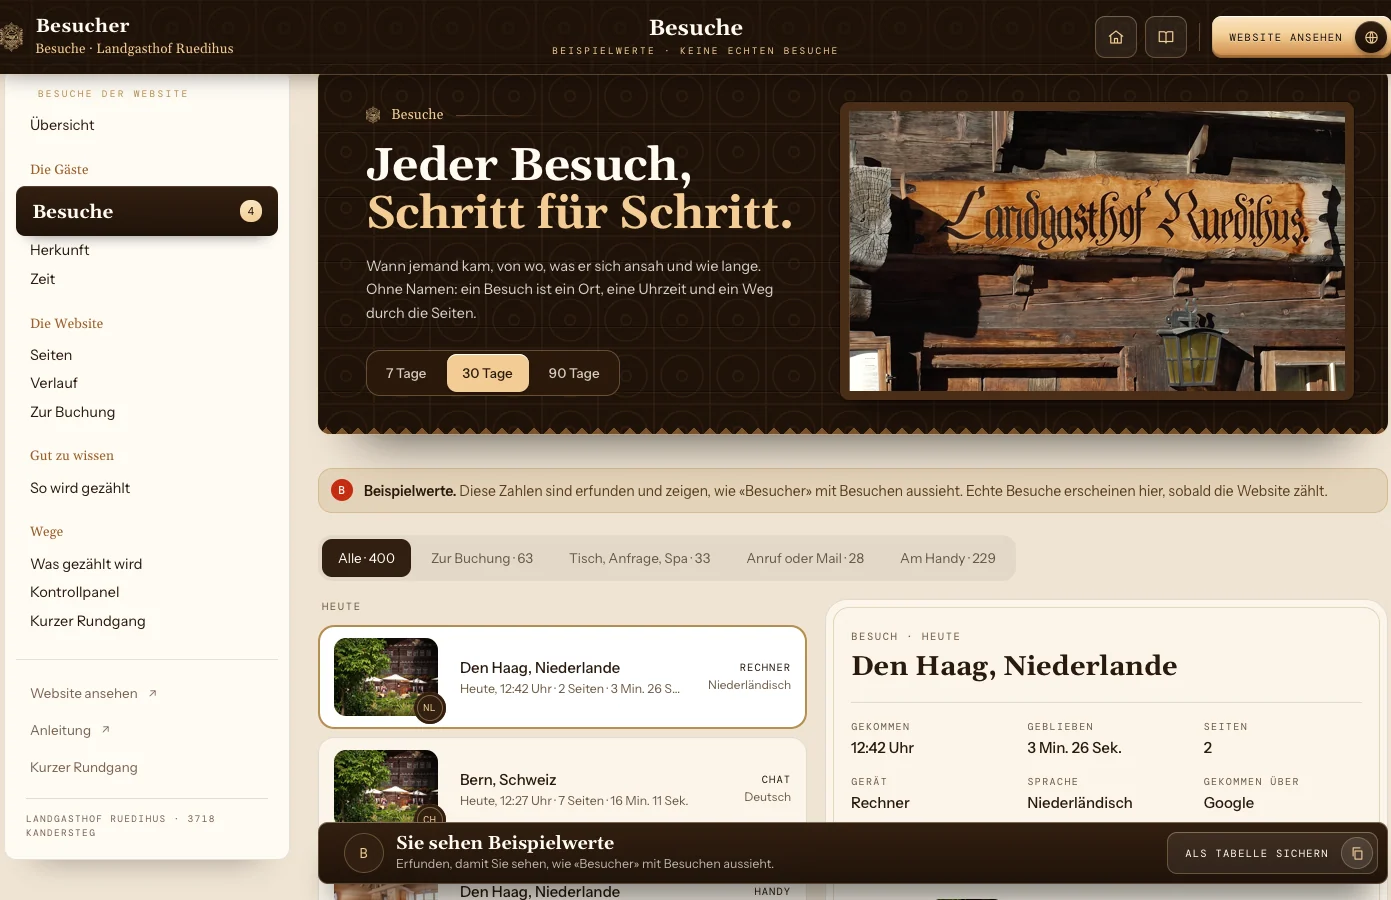 Besucher
Besuche · Landgasthof Ruedihus
Besuche
BEISPIELWERTE · KEINE ECHTEN BESUCHE
WEBSITE ANSEHEN
BESUCHE DER WEBSITE
Übersicht
Die Gäste
Besuche
4
Herkunft
Zeit
Die Website
Seiten
Verlauf
Zur Buchung
Gut zu wissen
So wird gezählt
Wege
Was gezählt wird
Kontrollpanel
Kurzer Rundgang
Website ansehen ↗
Anleitung ↗
Kurzer Rundgang
LANDGASTHOF RUEDIHUS · 3718
KANDERSTEG
Besuche
Jeder Besuch,
Schritt für Schritt.
Wann jemand kam, von wo, was er sich ansah und wie lange.
Ohne Namen: ein Besuch ist ein Ort, eine Uhrzeit und ein Weg
durch die Seiten.
7 Tage
30 Tage
90 Tage
Landgasthof Ruedihus.
B
Beispielwerte. Diese Zahlen sind erfunden und zeigen, wie «Besucher» mit Besuchen aussieht. Echte Besuche erscheinen hier, sobald die Website zählt.
Alle · 400
Zur Buchung · 63
Tisch, Anfrage, Spa · 33
Anruf oder Mail · 28
Am Handy · 229
HEUTE
NL
Den Haag, Niederlande
Heute, 12:42 Uhr · 2 Seiten · 3 Min. 26 S...
RECHNER
Niederländisch
CH
Bern, Schweiz
Heute, 12:27 Uhr · 7 Seiten · 16 Min. 11 Sek.
CHAT
Deutsch
Den Haag, Niederlande
HANDY
BESUCH · HEUTE
Den Haag, Niederlande
GEKOMMEN
GEBLIEBEN
SEITEN
12:42 Uhr
3 Min. 26 Sek.
2
GERÄT
SPRACHE
GEKOMMEN ÜBER
Rechner
Niederländisch
Google
B
Sie sehen Beispielwerte
Erfunden, damit Sie sehen, wie «Besucher» mit Besuchen aussieht.
ALS TABELLE SICHERN